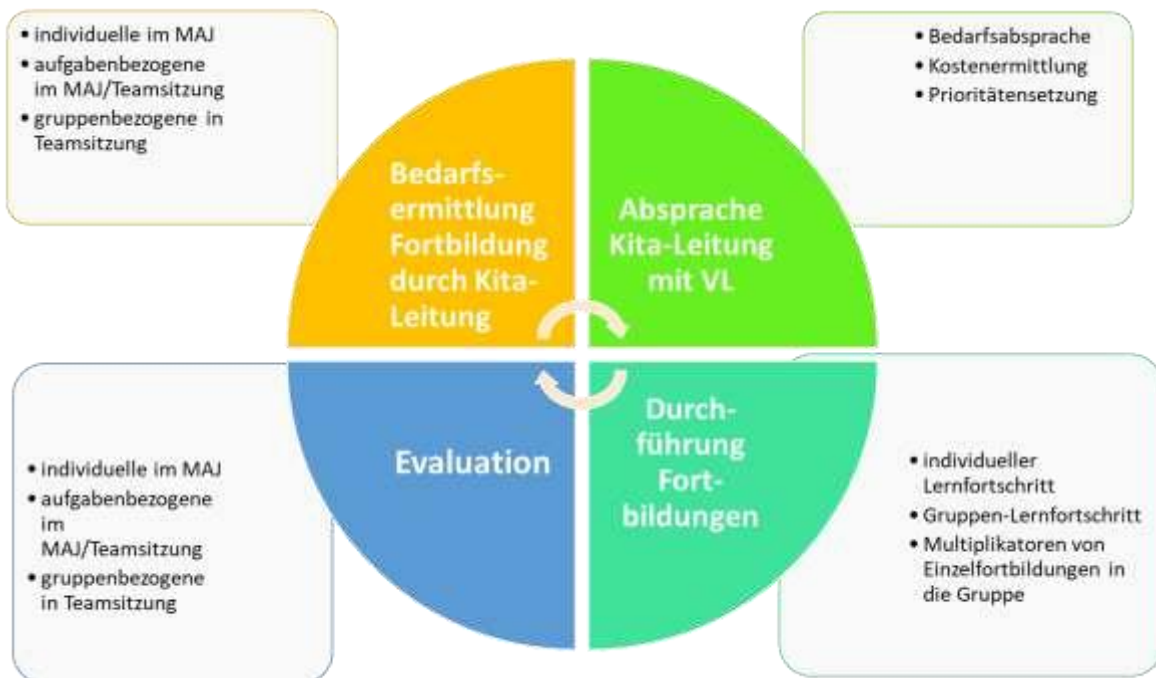 • individuelle im MAJ
• aufgabenbezogene
im MAJ/Teamsitzung
• gruppenbezogene in
Teamsitzung
Bedarfs-
ermittlung
Fortbildung
durch Kita-
Leitung
Absprache
Kita-Leitung
mit VL
• Bedarfsabsprache
• Kostenermittlung
• Prioritätensetzung
• individuelle im MAJ
• aufgabenbezogene
im
MAJ/Teamsitzung
• gruppenbezogene
in Teamsitzung
Evaluation
Durch-
führung
Fort-
bildungen
• individueller
Lernfortschritt
• Gruppen-Lernfortschritt
• Multiplikatoren von
Einzelfortbildungen in
die Gruppe